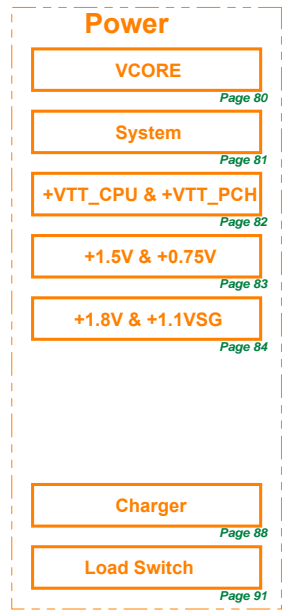 Power
VCORE
Page 80
System
Page 81
+VTT_CPU & +VTT_PCH
Page 82
+1.5V & +0.75V
Page 83
+1.8V & +1.1VSG
Page 84
Charger
Page 88
Load Switch
Page 91